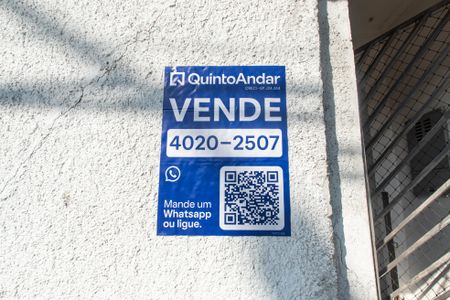 QuintoAndar
VENDE
4020-2507
Mande um
Whatsapp
ou ligue.